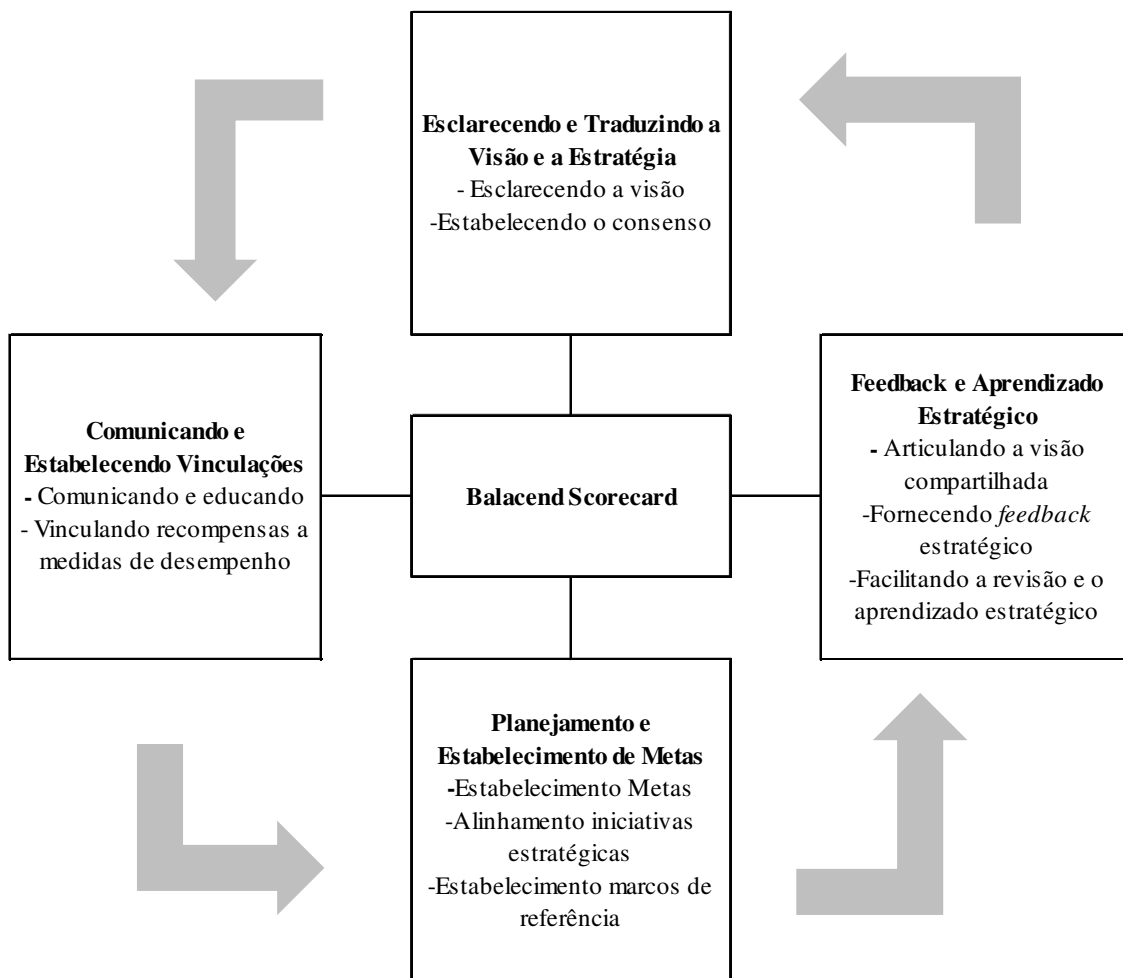 Esclarecendo e Traduzindo a
Visão e a Estratégia
- Esclarecendo a visão
-Estabelecendo o consenso
Comunicando e
Estabelecendo Vinculações
- Comunicando e educando
- Vinculando recompensas a
medidas de desempenho
Balacend Scorecard
Feedback e Aprendizado
Estratégico
- Articulando a visão
compartilhada
-Fornecendo feedback
estratégico
-Facilitando a revisão e o
aprendizado estratégico
Planejamento e
Estabelecimento de Metas
-Estabelecimento Metas
-Alinhamento iniciativas
estratégicas
-Estabelecimento marcos de
referência